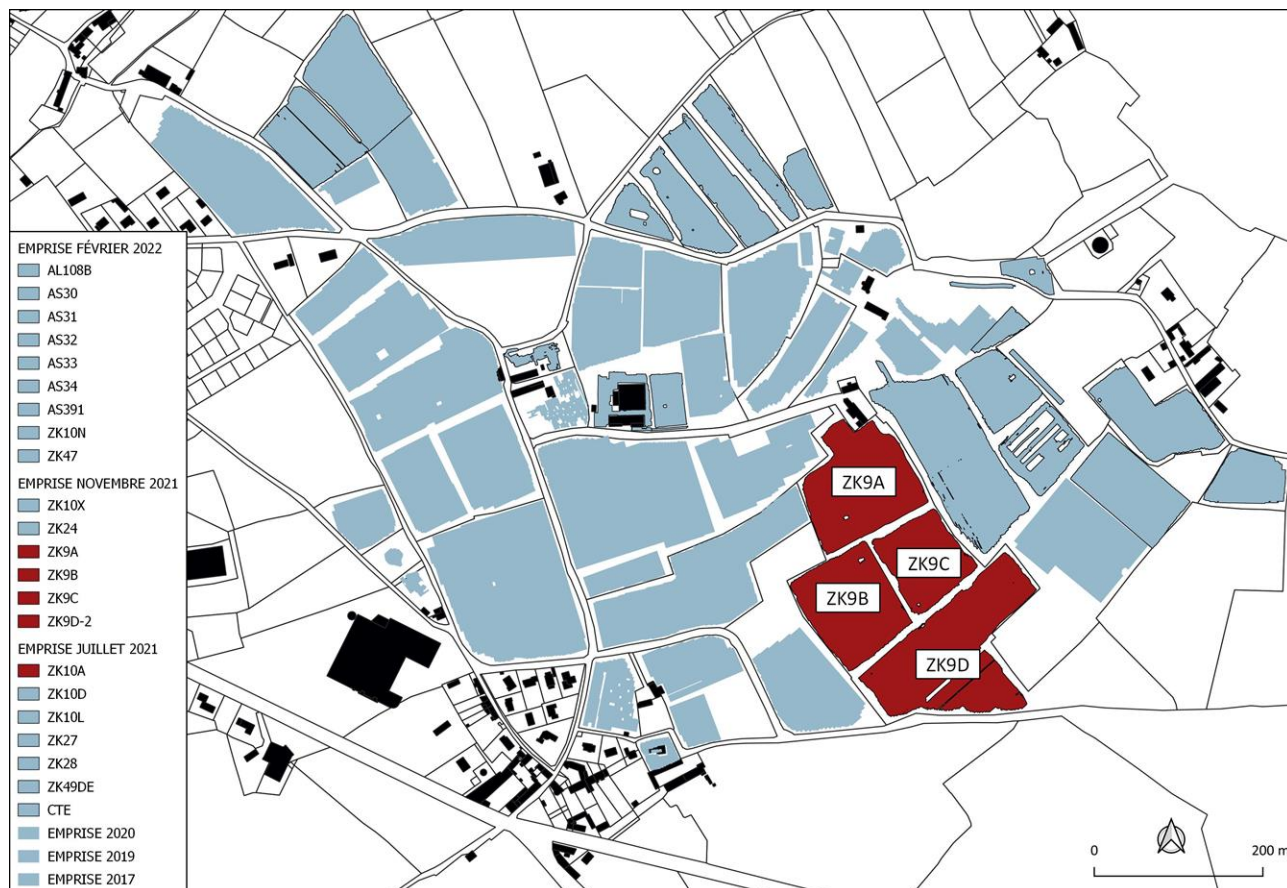 EMPRISE FÉVRIER 2022
AL108B
AS30
AS31
AS32
AS33
AS34
AS391
ZK10N
ZK47
EMPRISE NOVEMBRE 2021
ZK10X
ZK24
ZK9A
ZK9B
ZK9C
ZK9D-2
EMPRISE JUILLET 2021
ZK10A
ZK10D
ZK10L
ZK27
ZK28
ZK49DE
CTE
EMPRISE 2020
EMPRISE 2019
EMPRISE 2017
ZK9A
ZK9C
ZK9B
ZK9D
0 200 m